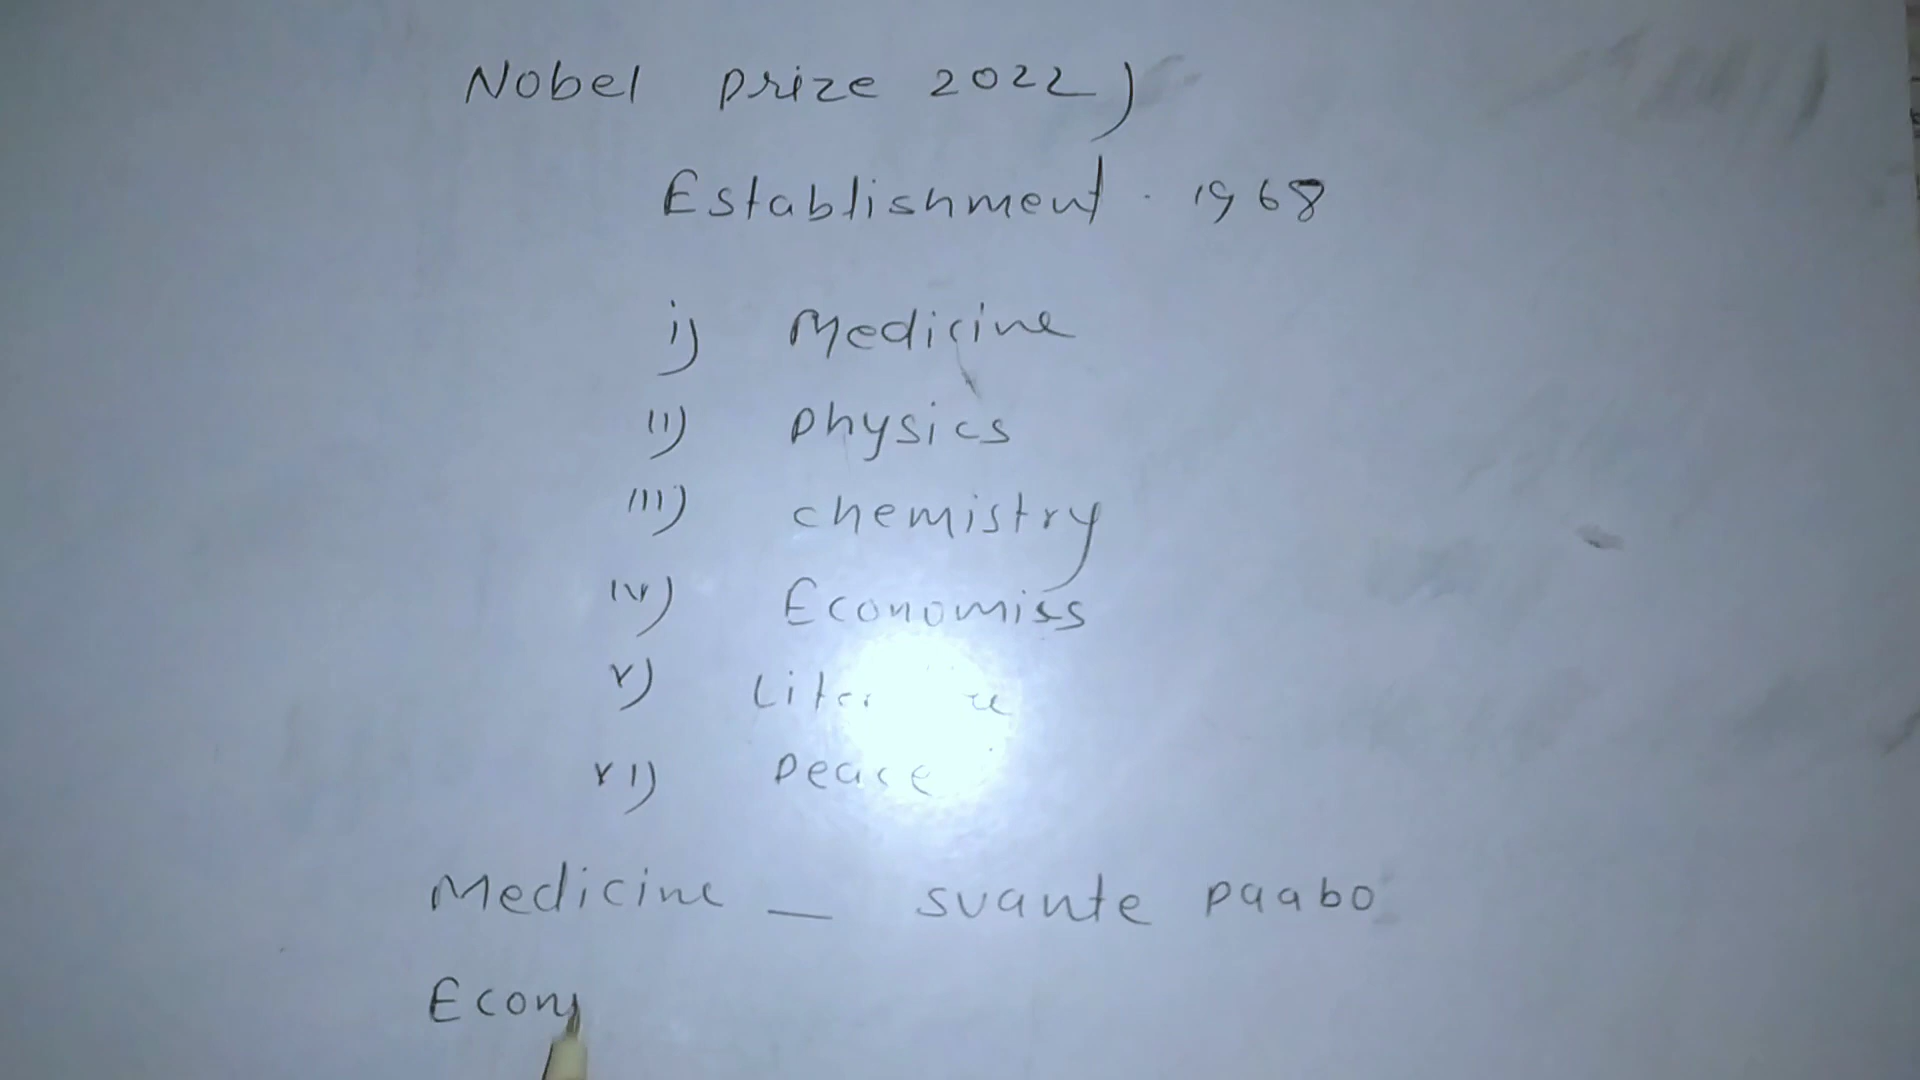 Nobel prize 2022)
Establishment . 1968
i) Medicine
ii) physics
iii) chemistry
iv) Economiss
v)
vi) peace
Medicine _ svante paabo
Econ